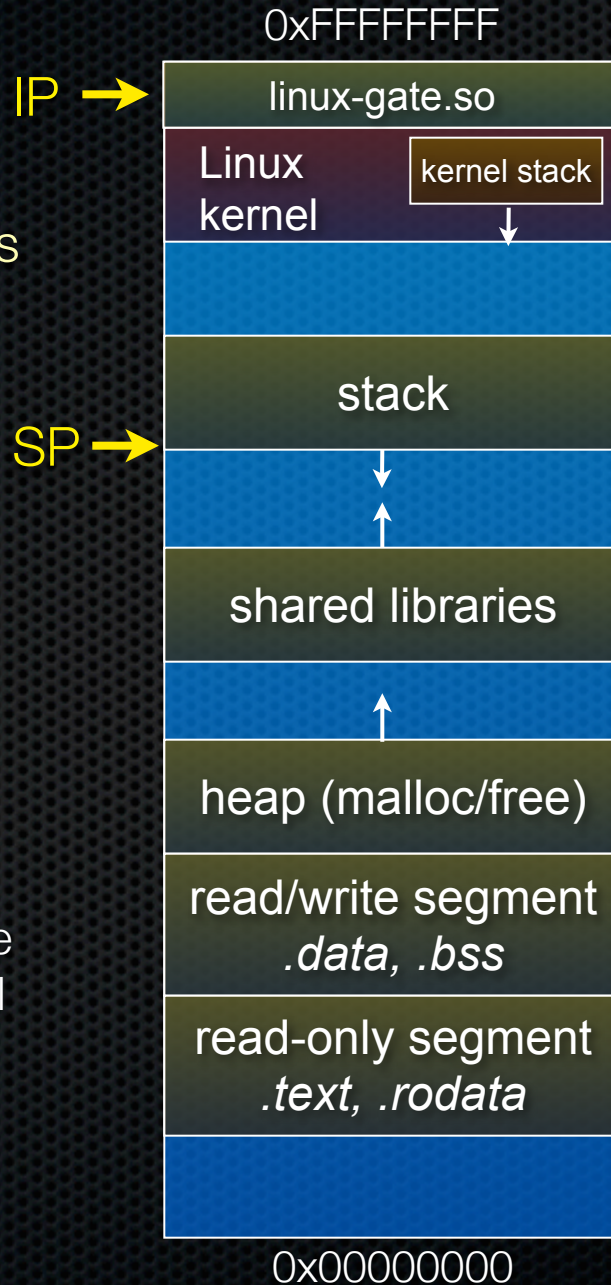 0xFFFFFFFF
IP
linux-gate.so
Linux
kernel
kernel stack
s
stack
SP
shared libraries
heap (malloc/free)
read/write segment
.data, .bss
e
read-only segment
.text, .rodata
0x00000000